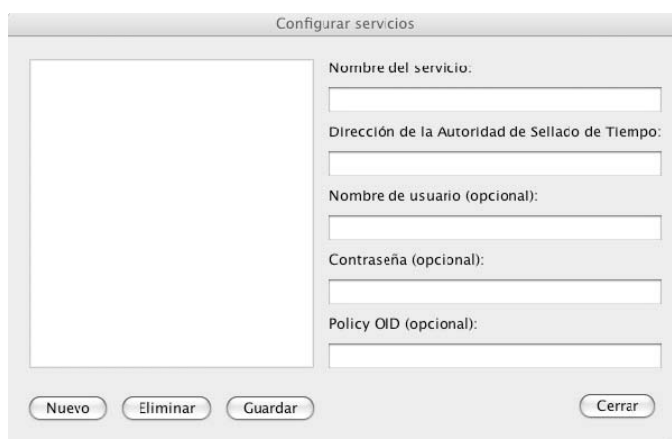 Configurar servicios
Nombre del servicio:
Dirección de la Autoridad de Sellado de Tiempo:
Nombre de usuario (opcional):
Contraseña (opcional):
Policy OID (opcional):
Nuevo
Eliminar
Guardar
Cerrar